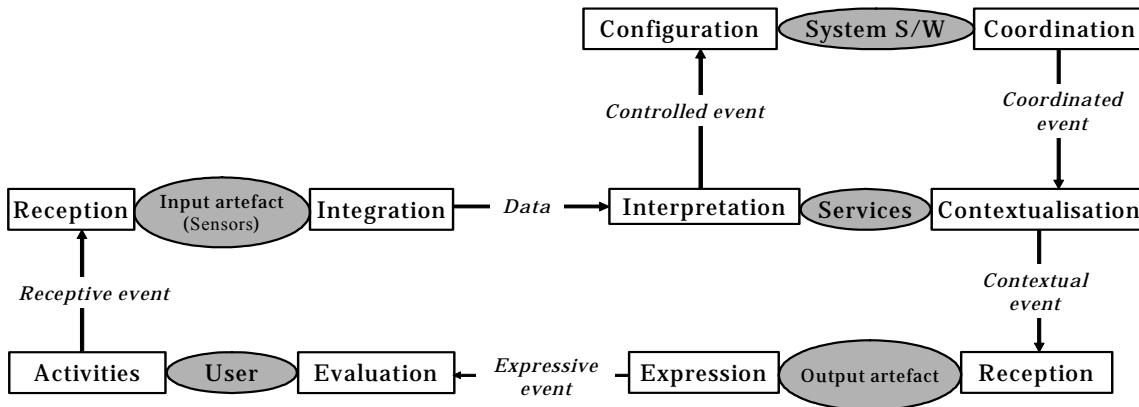 Configuration
System S/W
Coordination
Controlled event
Coordinated
event
Reception
Input artefact
(Sensors)
Integration
Data
Interpretation
Services
Contextualisation
Receptive event
Contextual
event
Activities
User
Evaluation
Expressive
event
Expression
Output artefact
Reception